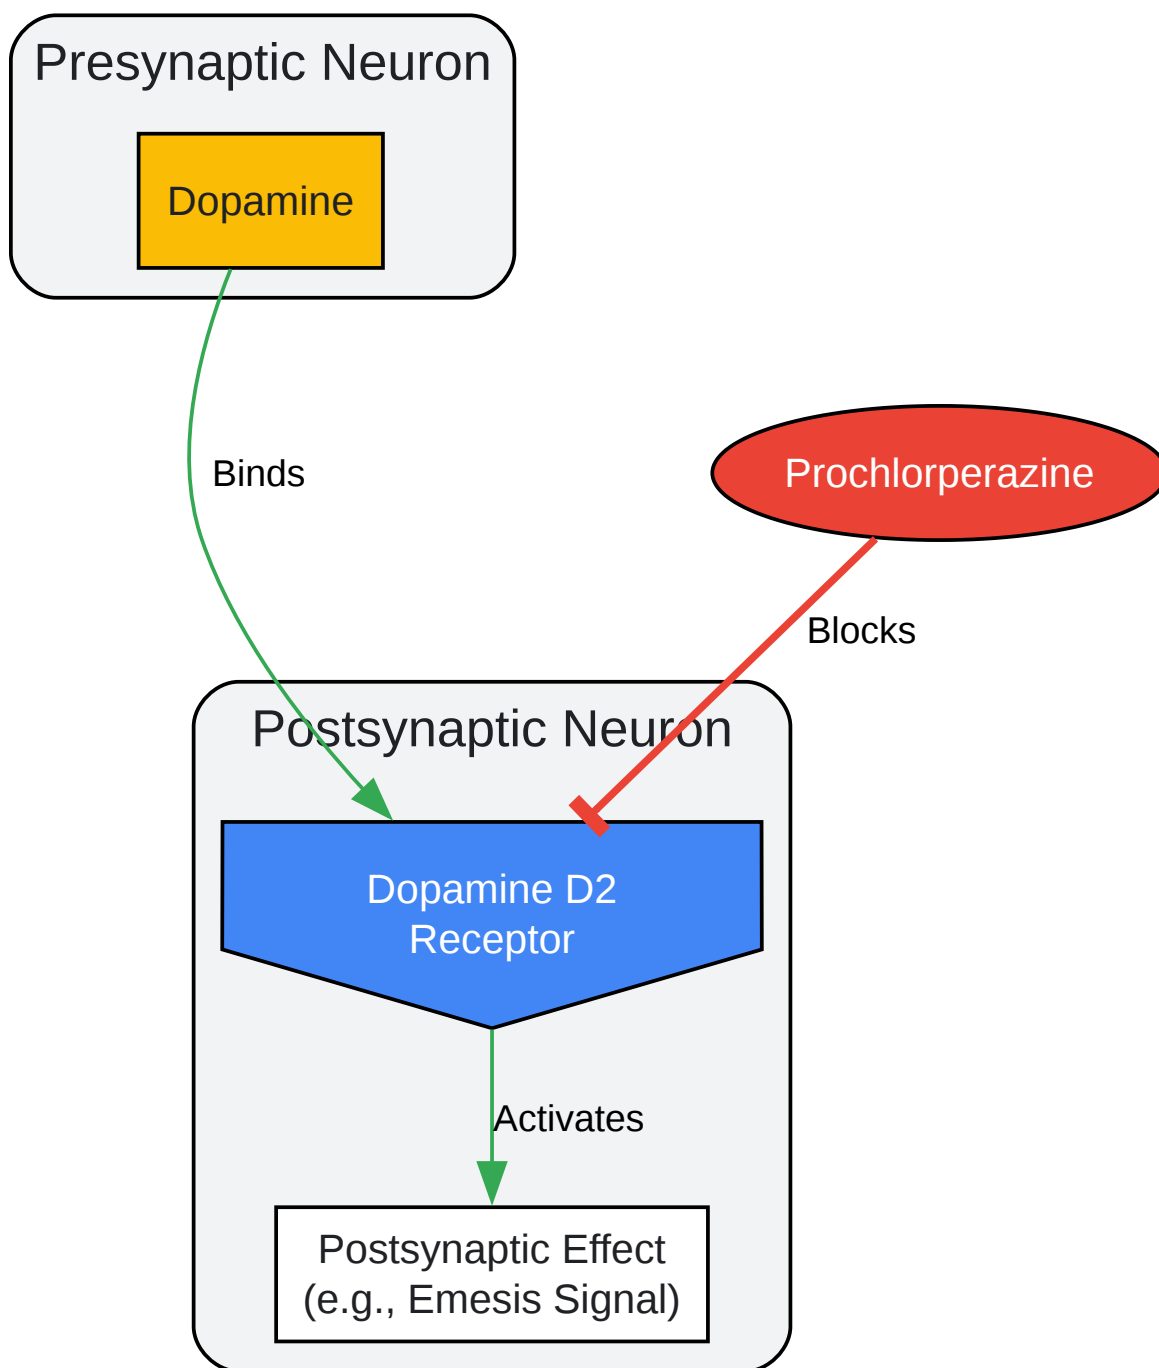 Presynaptic Neuron
Dopamine
Binds
Prochlorperazine
Blocks
Postsynaptic Neuron
Dopamine D2
Receptor
Activates
Postsynaptic Effect
(e.g., Emesis Signal)